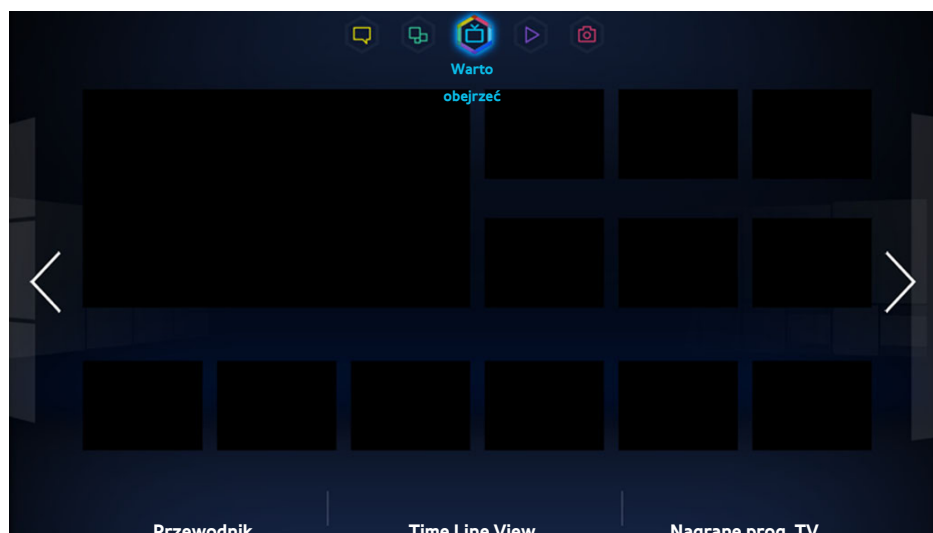 Warto
obejrzeć
Przewodnik
Time Line View
Nagrane prog. TV